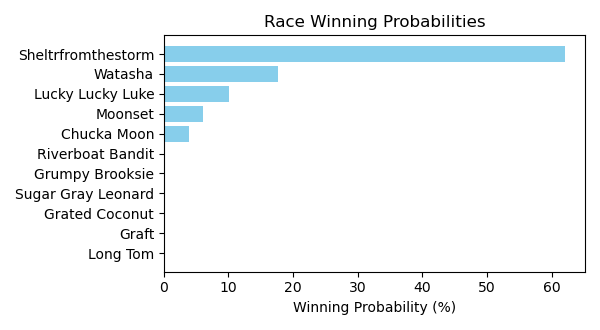 Race Winning Probabilities
Sheltrfromthestorm
Watasha
Lucky Lucky Luke
Moonset
Chucka Moon
Riverboat Bandit
Grumpy Brooksie
Sugar Gray Leonard
Grated Coconut
Graft
Long Tom
0 10 20 30 40 50 60
Winning Probability (%)